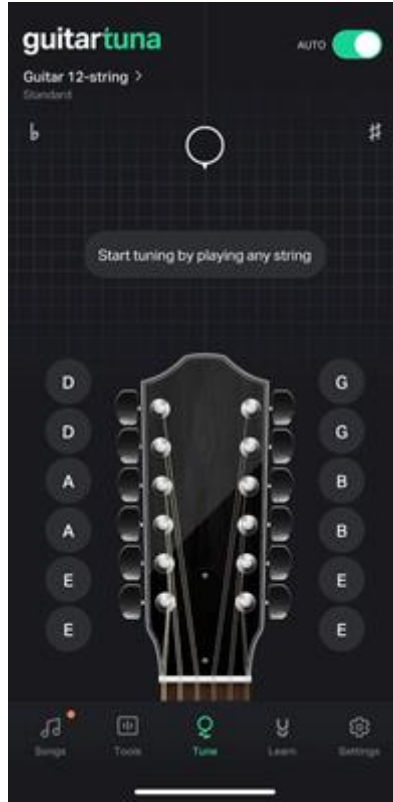 guitartuna
AUTO
Guitar 12-string >
Standard
♭ ♯
Start tuning by playing any string
D G
D G
A B
A B
E E
E E
Songs Tools Tune Learn Settings